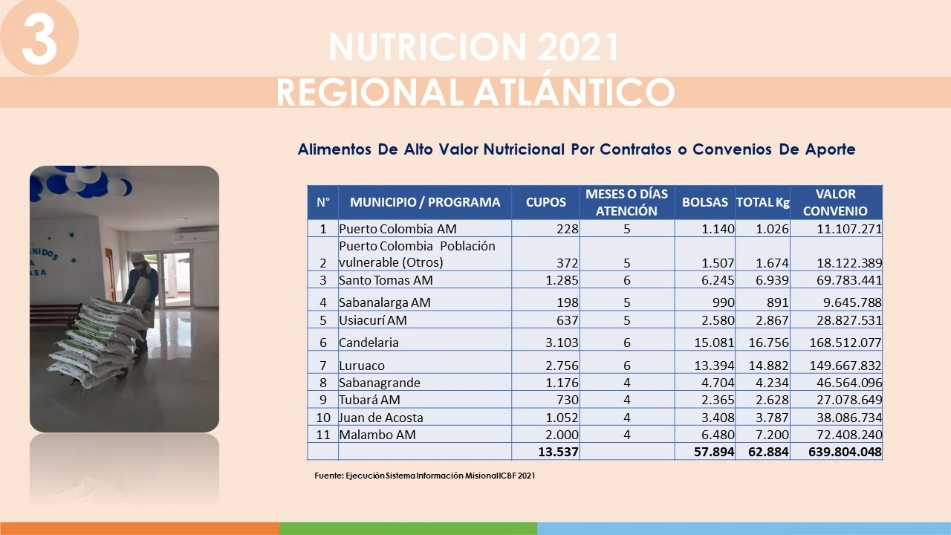 3
NUTRICION 2021
REGIONAL ATLÁNTICO
Alimentos De Alto Valor Nutricional Por Contratos o Convenios De Aporte
N° MUNICIPIO / PROGRAMA CUPOS MESES O DÍAS ATENCIÓN BOLSAS TOTAL Kg VALOR CONVENIO
1 Puerto Colombia AM 228 5 1.140 1.026 11.107.271
2 Puerto Colombia Población vulnerable (Otros) 372 5 1.507 1.674 18.122.389
3 Santo Tomas AM 1.285 6 6.245 6.939 69.783.441
4 Sabanalarga AM 198 5 990 891 9.645.788
5 Usiacurí AM 637 5 2.580 2.867 28.827.531
6 Candelaria 3.103 6 15.081 16.756 168.512.077
7 Luruaco 2.756 6 13.394 14.882 149.667.832
8 Sabanagrande 1.176 4 4.704 4.234 46.564.096
9 Tubará AM 730 4 2.365 2.628 27.078.649
10 Juan de Acosta 1.052 4 3.408 3.787 38.086.734
11 Malambo AM 2.000 4 6.480 7.200 72.408.240
13.537 57.894 62.884 639.804.048
Fuente: Ejecución Sistema Información Misional ICBF 2021